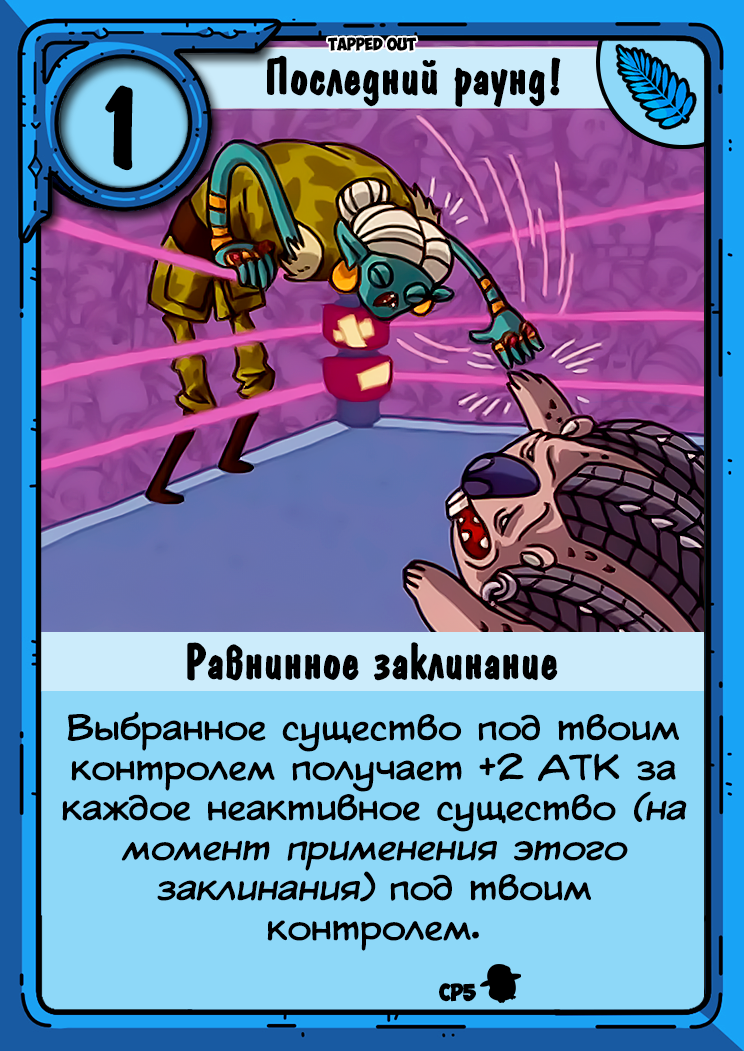 TAPPED OUT
Последний раунд!
1
Равнинное заклинание
Выбранное существо под твоим
контролем получает +2 АТК за
каждое неактивное существо (на
момент применения этого
заклинания) под твоим
контролем.
CP5